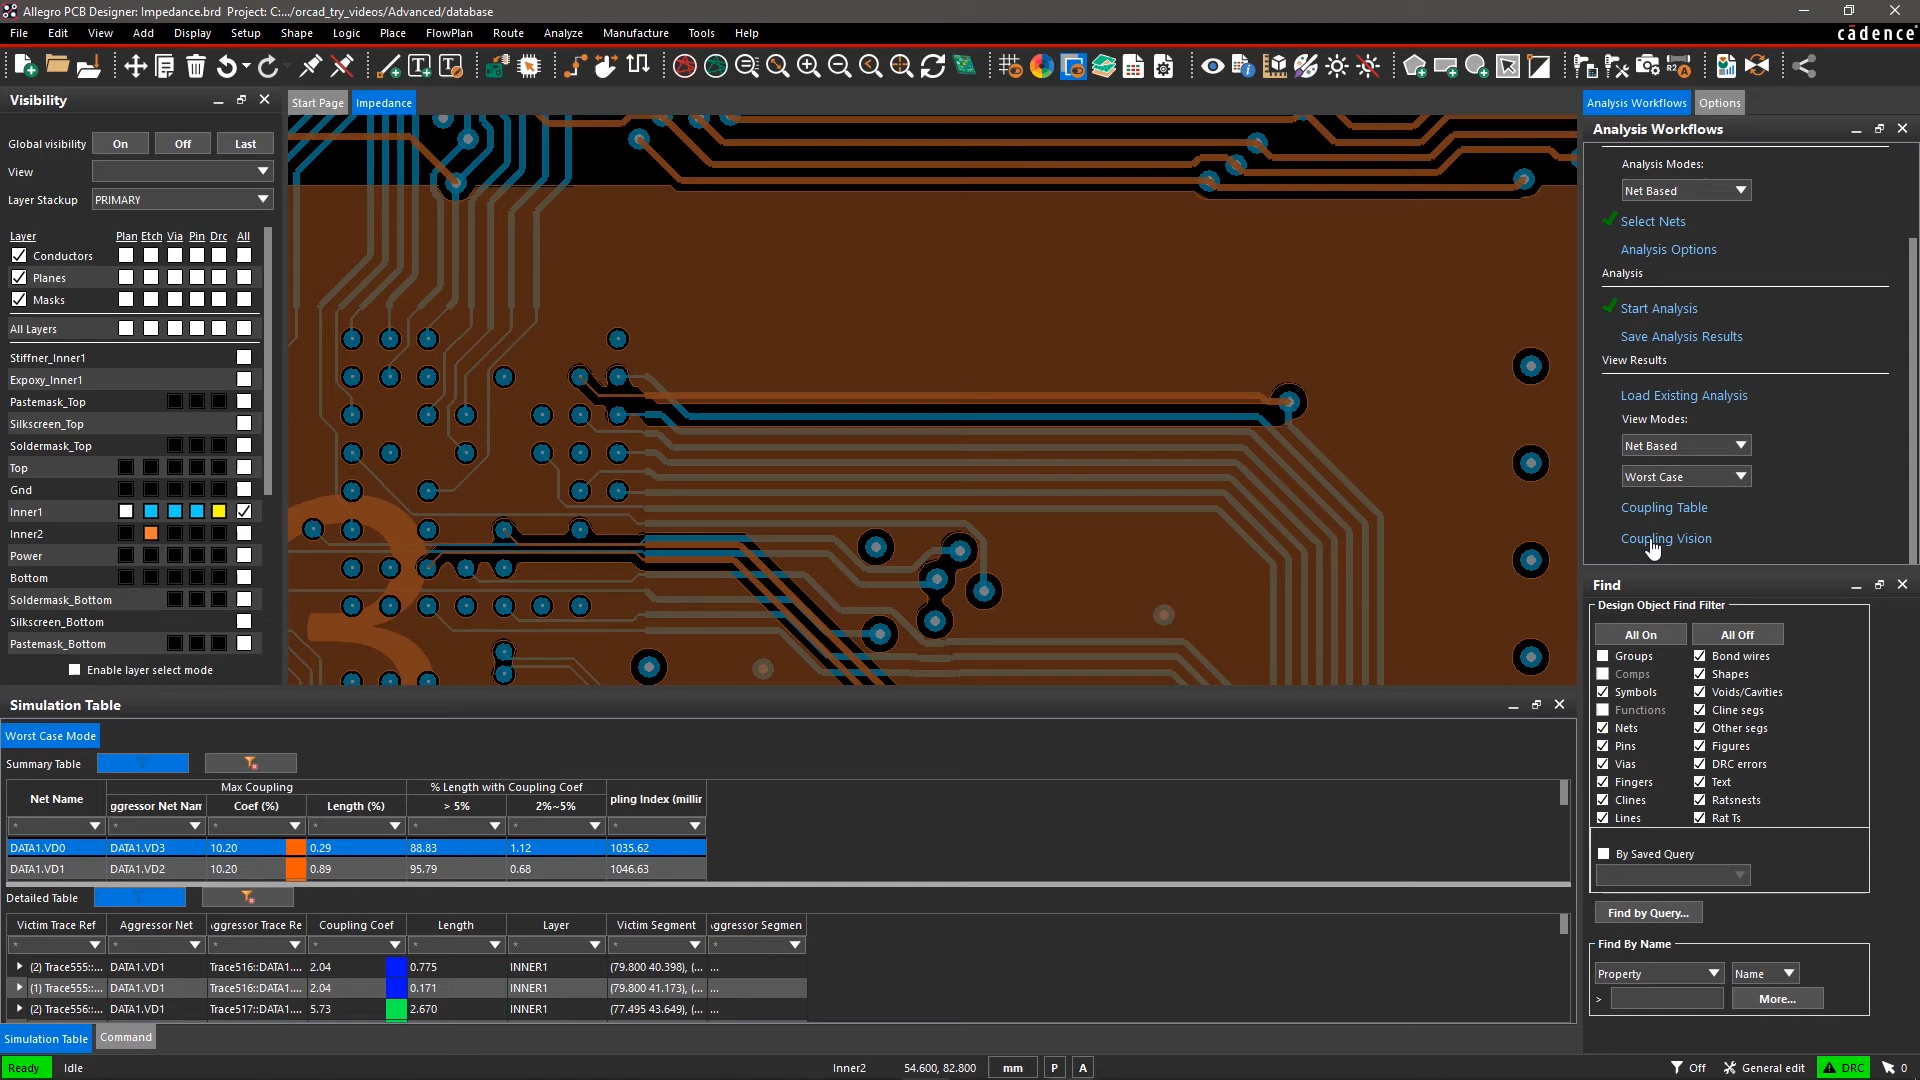 Allegro PCB Designer: Impedance.brd  Project: C:.../orcad_try_videos/Advanced/database
File Edit View Add Display Setup Shape Logic Place FlowPlan Route Analyze Manufacture Tools Help
cādence
Visibility
Global visibility On Off Last
View
Layer Stackup PRIMARY
Layer Plan Etch Via Pin Drc All
Conductors
Planes
Masks
All Layers
Stiffner_Inner1
Expoxy_Inner1
Pastemask_Top
Silkscreen_Top
Soldermask_Top
Top
Gnd
Inner1
Inner2
Power
Bottom
Soldermask_Bottom
Silkscreen_Bottom
Pastemask_Bottom
Enable layer select mode
Start Page Impedance
Analysis Workflows Options
Analysis Workflows
Analysis Modes:
Net Based
Select Nets
Analysis Options
Analysis
Start Analysis
Save Analysis Results
View Results
Load Existing Analysis
View Modes:
Net Based
Worst Case
Coupling Table
Coupling Vision
Find
Design Object Find Filter
All On All Off
Groups Bond wires
Comps Shapes
Symbols Voids/Cavities
Functions Cline segs
Nets Other segs
Pins Figures
Vias DRC errors
Fingers Text
Clines Ratsnests
Lines Rat Ts
By Saved Query
Find by Query...
Find By Name
Property Name
> More...
Simulation Table
Worst Case Mode
Summary Table
Max Coupling % Length with Coupling Coef
Net Name ggressor Net Nam Coef (%) Length (%) > 5% 2%~5% pling Index (millir
* * * * * * *
DATA1.VD0 DATA1.VD3 10.20 0.29 88.83 1.12 1035.62
DATA1.VD1 DATA1.VD2 10.20 0.89 95.79 0.68 1046.63
Detailed Table
Victim Trace Ref Aggressor Net ggressor Trace Re Coupling Coef Length Layer Victim Segment ggressor Segmen
* * * * * * * *
(2) Trace555::... DATA1.VD1 Trace516::DATA1.... 2.04 0.775 INNER1 (79.800 40.398), (... ...
(1) Trace555::... DATA1.VD1 Trace516::DATA1.... 2.04 0.171 INNER1 (79.800 41.173), (... ...
(2) Trace556::... DATA1.VD1 Trace517::DATA1.... 5.73 2.670 INNER1 (77.495 43.649), (... ...
Simulation Table Command
Ready Idle Inner2 54.600, 82.800 mm P A Off General edit DRC 0